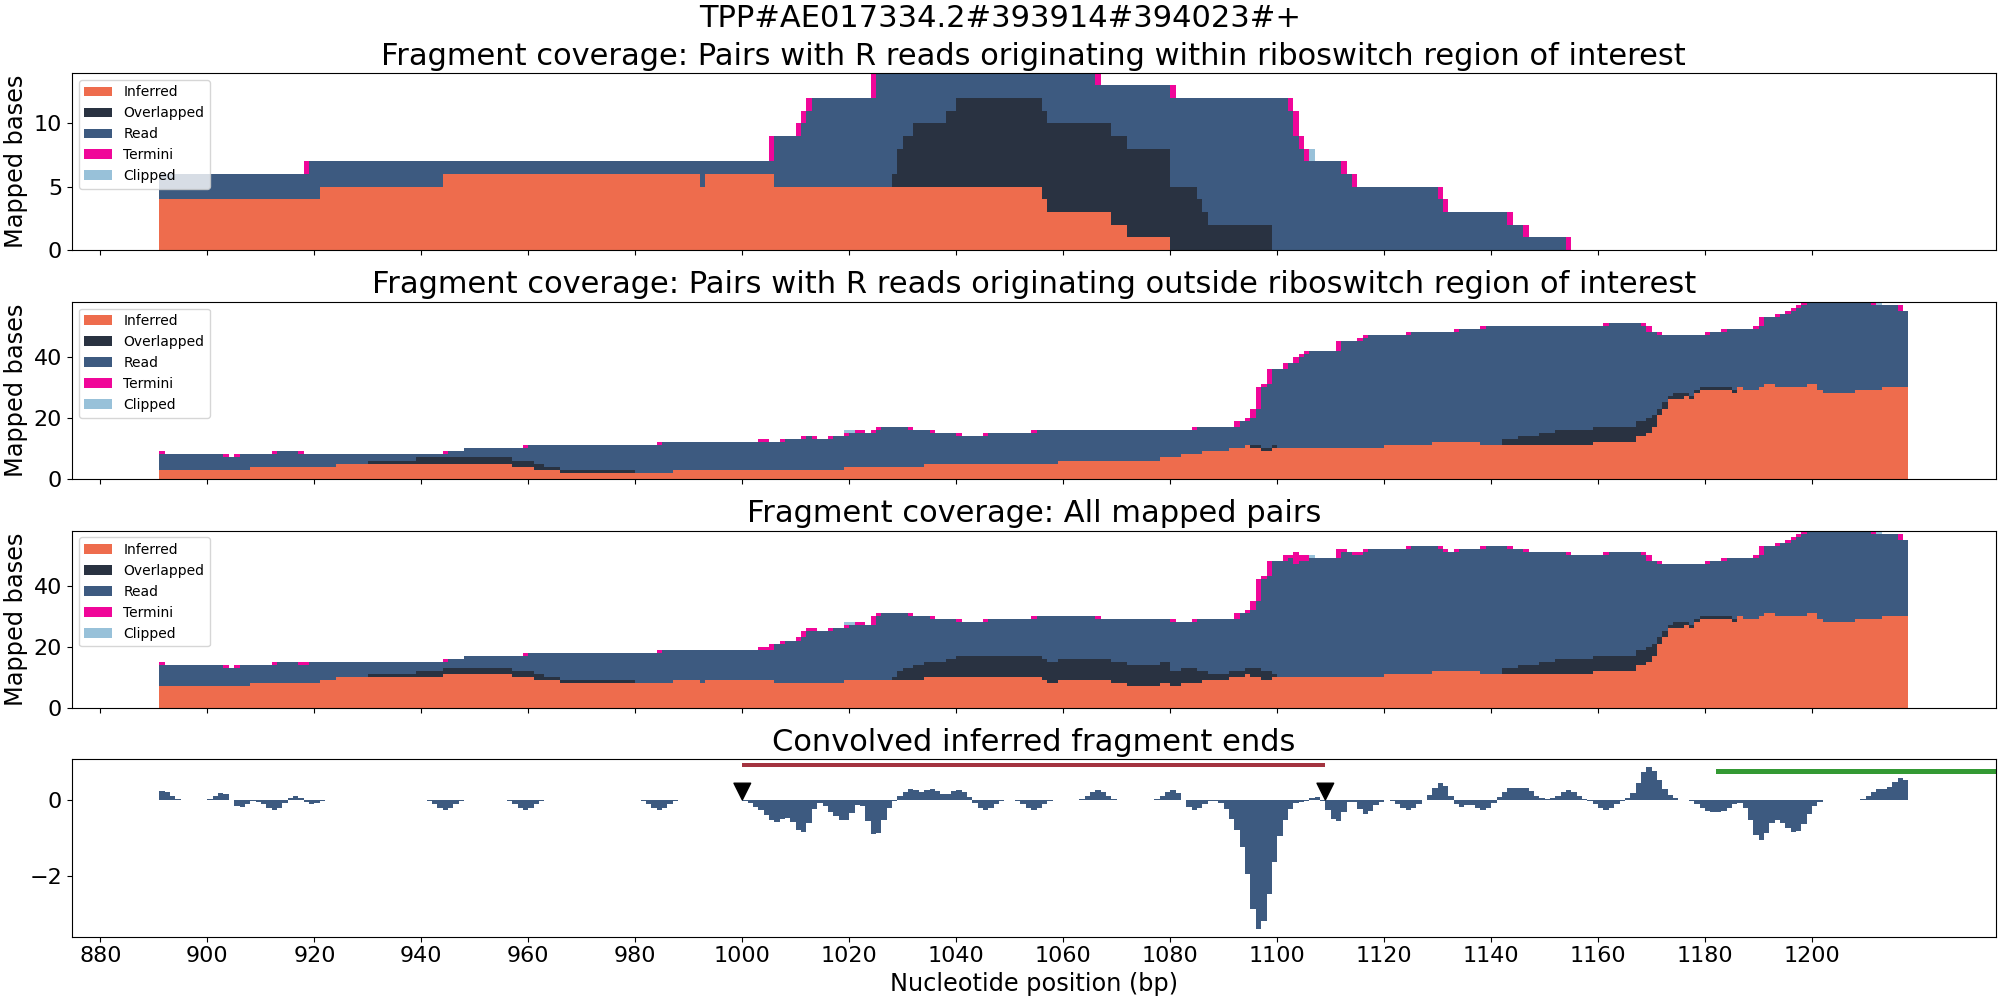 TPP#AE017334.2#393914#394023#+
Fragment coverage: Pairs with R reads originating within riboswitch region of interest
Mapped bases
10
5
0
Inferred
Overlapped
Read
Termini
Clipped
Fragment coverage: Pairs with R reads originating outside riboswitch region of interest
Mapped bases
40
20
0
Inferred
Overlapped
Read
Termini
Clipped
Fragment coverage: All mapped pairs
Mapped bases
40
20
0
Inferred
Overlapped
Read
Termini
Clipped
Convolved inferred fragment ends
0
−2
880 900 920 940 960 980 1000 1020 1040 1060 1080 1100 1120 1140 1160 1180 1200
Nucleotide position (bp)